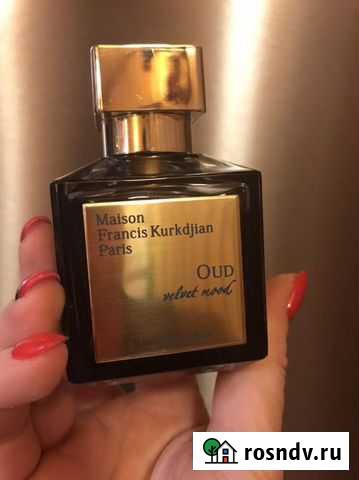 Maison
Francis Kurkdjian
Paris
OUD
velvet mood
rosndv.ru